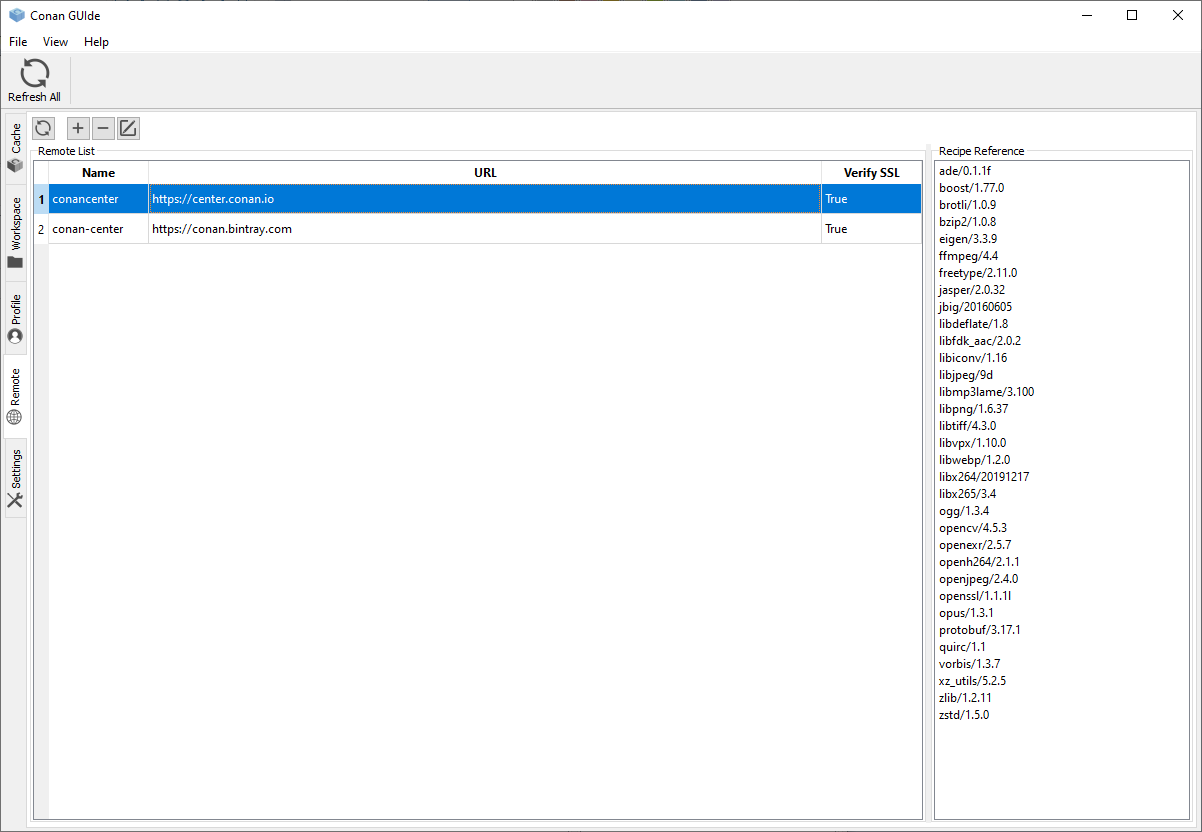 Conan GUIde
File View Help
Refresh All
Cache
Workspace
Profile
Remote
Settings
Remote List
Name URL Verify SSL
1 conancenter https://center.conan.io True
2 conan-center https://conan.bintray.com True
Recipe Reference
ade/0.1.1f
boost/1.77.0
brotli/1.0.9
bzip2/1.0.8
eigen/3.3.9
ffmpeg/4.4
freetype/2.11.0
jasper/2.0.32
jbig/20160605
libdeflate/1.8
libfdk_aac/2.0.2
libiconv/1.16
libjpeg/9d
libmp3lame/3.100
libpng/1.6.37
libtiff/4.3.0
libvpx/1.10.0
libwebp/1.2.0
libx264/20191217
libx265/3.4
ogg/1.3.4
opencv/4.5.3
openexr/2.5.7
openh264/2.1.1
openjpeg/2.4.0
openssl/1.1.1l
opus/1.3.1
protobuf/3.17.1
quirc/1.1
vorbis/1.3.7
xz_utils/5.2.5
zlib/1.2.11
zstd/1.5.0